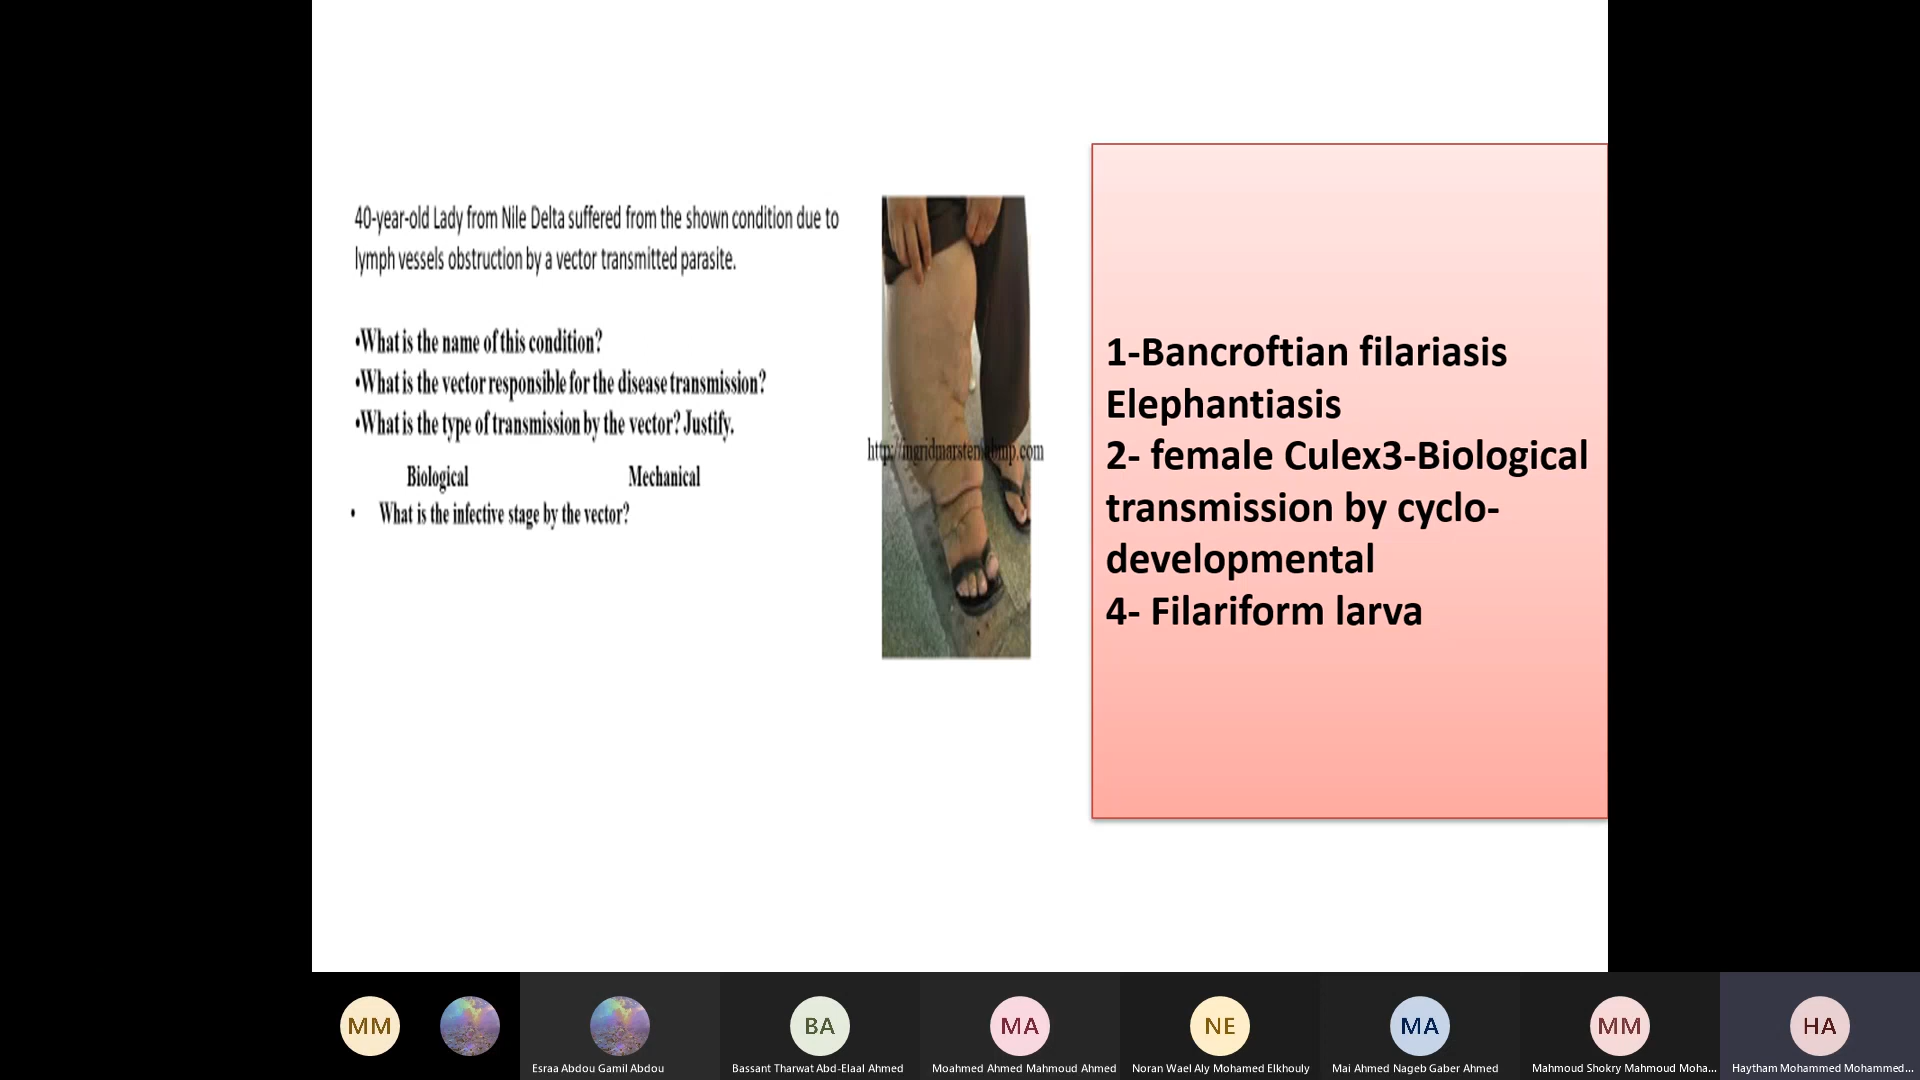 40-year-old Lady from Nile Delta suffered from the shown condition due to
lymph vessels obstruction by a vector transmitted parasite.
•What is the name of this condition?
•What is the vector responsible for the disease transmission?
•What is the type of transmission by the vector? Justify.
Biological Mechanical
• What is the infective stage by the vector?
http://ingridmarstem.bmp.com
1-Bancroftian filariasis
Elephantiasis
2- female Culex3-Biological
transmission by cyclo-
developmental
4- Filariform larva
MM
BA
MA
NE
MA
MM
HA
Esraa Abdou Gamil Abdou
Bassant Tharwat Abd-Elaal Ahmed
Moahmed Ahmed Mahmoud Ahmed
Noran Wael Aly Mohamed Elkhouly
Mai Ahmed Nageb Gaber Ahmed
Mahmoud Shokry Mahmoud Moha...
Haytham Mohammed Mohammed...